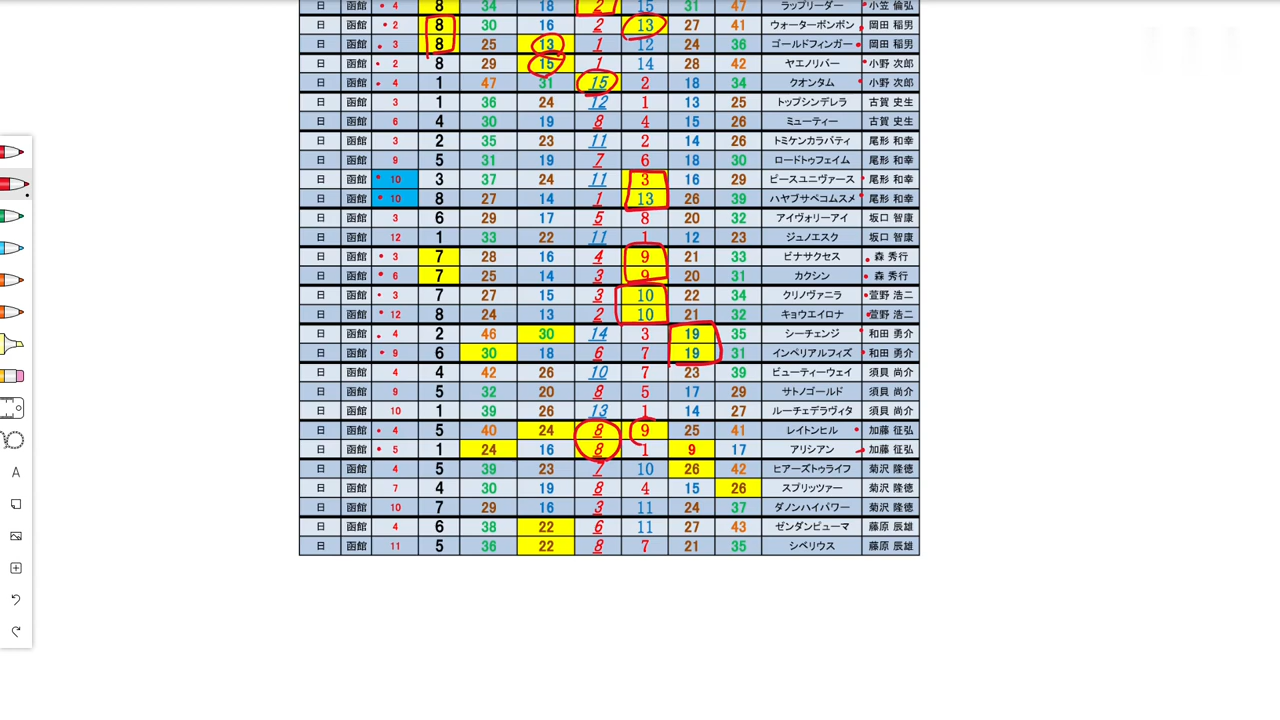 日 函館 4 8 34 18 2 15 31 47 ラップリーダー 小笠 倫弘
日 函館 2 8 30 16 2 13 27 41 ウォーターボンボン 岡田 稲男
日 函館 3 8 25 13 1 12 24 36 ゴールドフィンガー 岡田 稲男
日 函館 2 8 29 15 1 14 28 42 ヤエノリバー 小野 次郎
日 函館 4 1 47 31 15 2 18 34 クオンタム 小野 次郎
日 函館 3 1 36 24 12 1 13 25 トップシンデレラ 古賀 史生
日 函館 6 4 30 19 8 4 15 26 ミューティー 古賀 史生
日 函館 3 2 35 23 11 2 14 26 トミケンカラバティ 尾形 和幸
日 函館 9 5 31 19 7 6 18 30 ロードトゥフェイム 尾形 和幸
日 函館 10 3 37 24 11 3 16 29 ピースユニヴァース 尾形 和幸
日 函館 10 8 27 14 1 13 26 39 ハヤブサペコムスメ 尾形 和幸
日 函館 3 6 29 17 5 8 20 32 アイヴォリーアイ 坂口 智康
日 函館 12 1 33 22 11 1 12 23 ジュノエスク 坂口 智康
日 函館 3 7 28 16 4 9 21 33 ビナサクセス 森 秀行
日 函館 6 7 25 14 3 9 20 31 カクシン 森 秀行
日 函館 3 7 27 15 3 10 22 34 クリノヴァニラ 萱野 浩二
日 函館 12 8 24 13 2 10 21 32 キョウエイロナ 萱野 浩二
日 函館 4 2 46 30 14 3 19 35 シーチェンジ 和田 勇介
日 函館 9 6 30 18 6 7 19 31 インペリアルフィズ 和田 勇介
日 函館 4 4 42 26 10 7 23 39 ビューティーウェイ 須貝 尚介
日 函館 9 5 32 20 8 5 17 29 サトノゴールド 須貝 尚介
日 函館 10 1 39 26 13 1 14 27 ルーチェデラヴィタ 須貝 尚介
日 函館 4 5 40 24 8 9 25 41 レイトンヒル 加藤 征弘
日 函館 5 1 24 16 8 1 9 17 アリシアン 加藤 征弘
日 函館 4 5 39 23 7 10 26 42 ヒアーズトゥライフ 菊沢 隆徳
日 函館 7 4 30 19 8 4 15 26 スプリッツァー 菊沢 隆徳
日 函館 10 7 29 16 3 11 24 37 ダノンハイパワー 菊沢 隆徳
日 函館 4 6 38 22 6 11 27 43 ゼンダンピューマ 藤原 辰雄
日 函館 11 5 36 22 8 7 21 35 シベリウス 藤原 辰雄
A